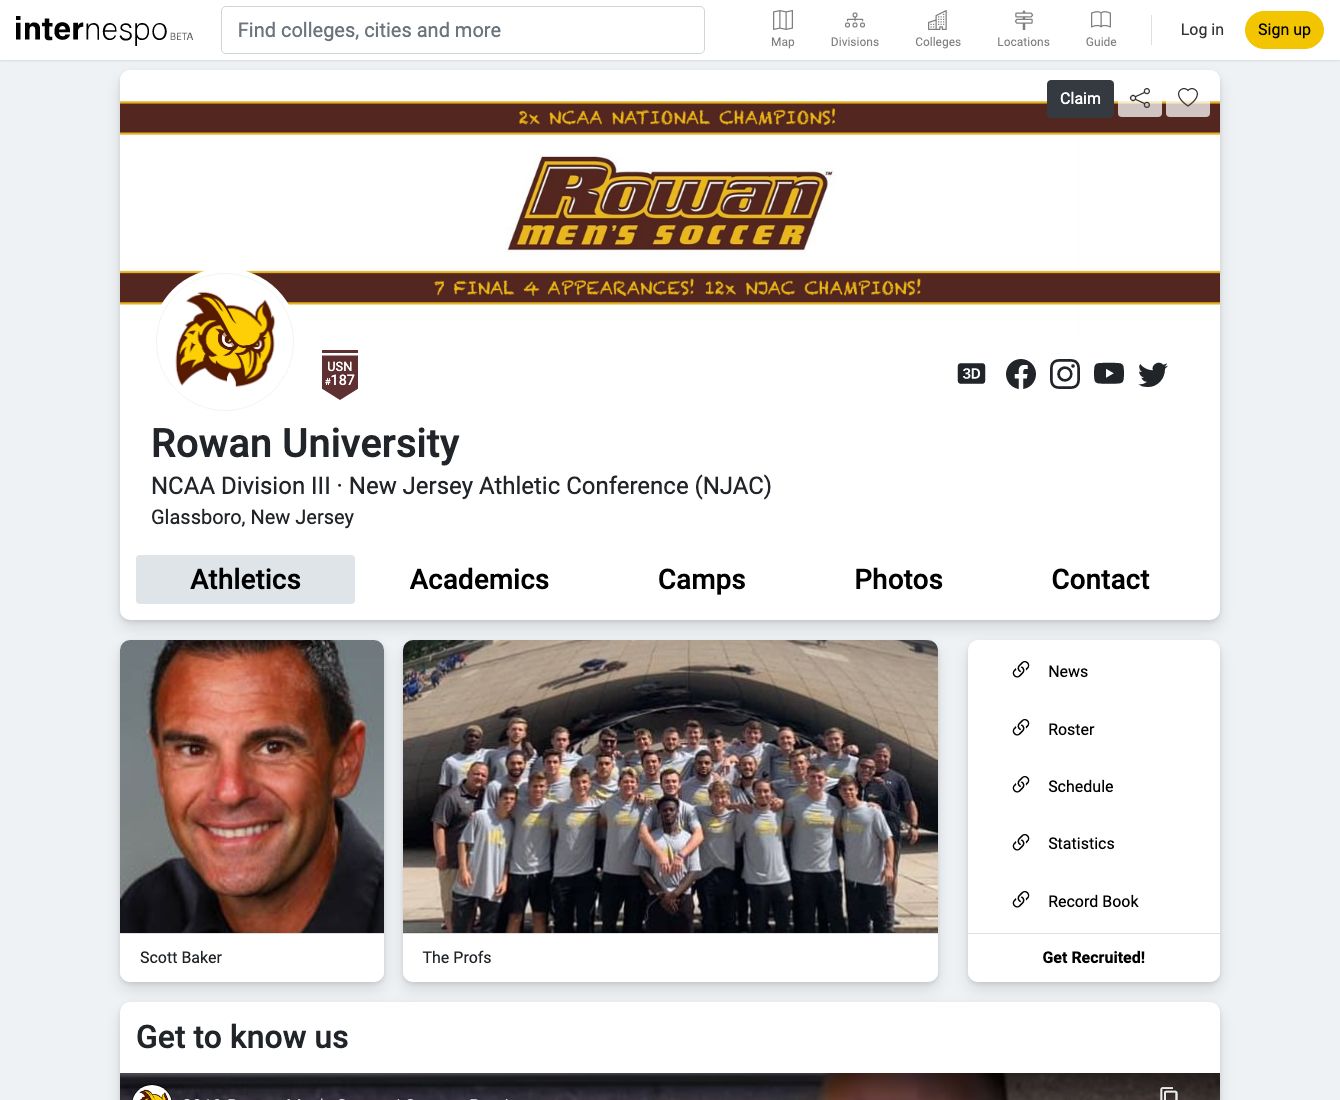 internespo BETA
Find colleges, cities and more
Map
Divisions
Colleges
Locations
Guide
Log in
Sign up
Claim
2x NCAA NATIONAL CHAMPIONS!
Rowan™
MEN'S SOCCER
7 FINAL 4 APPEARANCES! 12x NJAC CHAMPIONS!
USN
#187
3D
Rowan University
NCAA Division III · New Jersey Athletic Conference (NJAC)
Glassboro, New Jersey
Athletics
Academics
Camps
Photos
Contact
News
Roster
Schedule
Statistics
Record Book
Scott Baker
The Profs
Get Recruited!
Get to know us